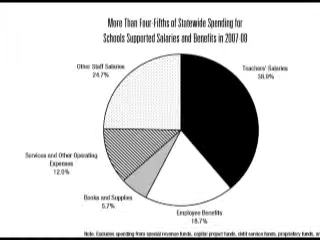 More Than Four-Fifths of Statewide Spending for
Schools Supported Salaries and Benefits in 2007-08
Other Staff Salaries
24.7%
Teachers' Salaries
38.9%
Services and Other Operating
Expenses
12.0%
Books and Supplies
5.7%
Employee Benefits
18.7%
Note. Excludes spending from special revenue funds, capital project funds, debt service funds, proprietary funds,